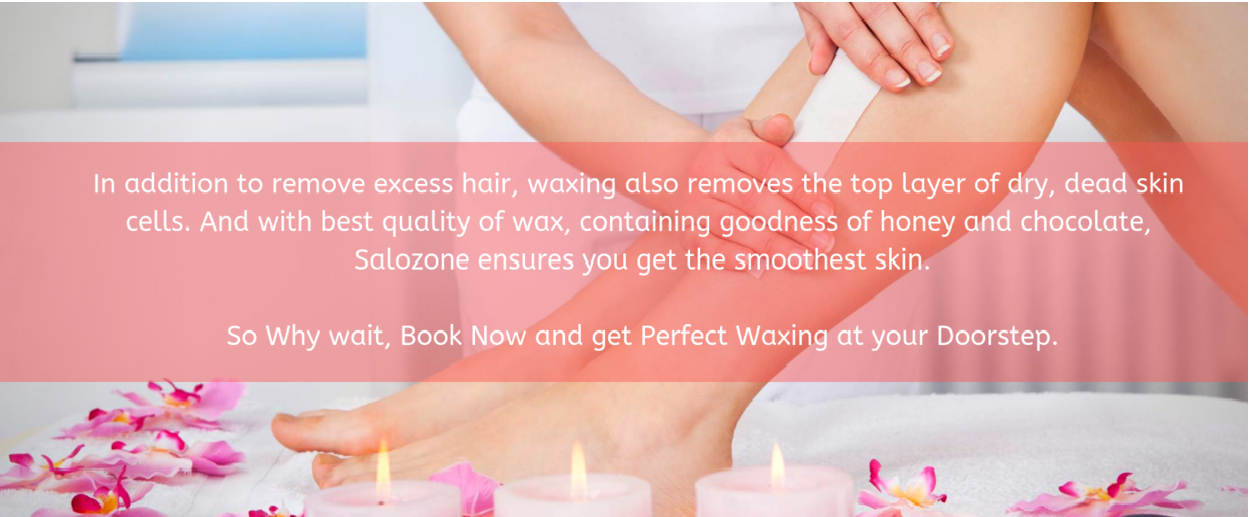 In addition to remove excess hair, waxing also removes the top layer of dry, dead skin
cells. And with best quality of wax, containing goodness of honey and chocolate,
Salozone ensures you get the smoothest skin.
So Why wait, Book Now and get Perfect Waxing at your Doorstep.